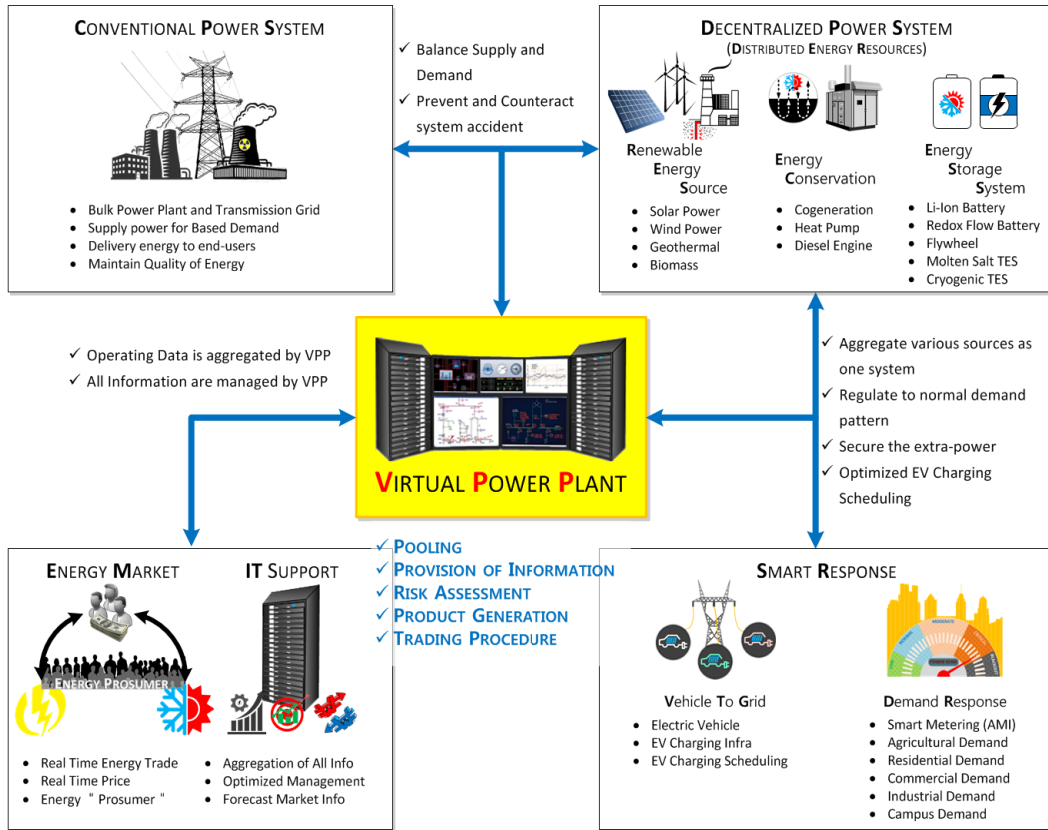 CONVENTIONAL POWER SYSTEM
Bulk Power Plant and Transmission Grid
Supply power for Based Demand
Delivery energy to end-users
Maintain Quality of Energy
✓ Balance Supply and
Demand
✓ Prevent and Counteract
system accident
DECENTRALIZED POWER SYSTEM
(DISTRIBUTED ENERGY RESOURCES)
Renewable
Energy
Source
• Solar Power
• Wind Power
• Geothermal
• Biomass
Energy
Conservation
• Cogeneration
• Heat Pump
• Diesel Engine
Energy
Storage
System
• Li-Ion Battery
• Redox Flow Battery
• Flywheel
• Molten Salt TES
• Cryogenic TES
✓ Operating Data is aggregated by VPP
✓ All Information are managed by VPP
VIRTUAL POWER PLANT
✓ Aggregate various sources as
one system
✓ Regulate to normal demand
pattern
✓ Secure the extra-power
✓ Optimized EV Charging
Scheduling
✓ POOLING
✓ PROVISION OF INFORMATION
✓ RISK ASSESSMENT
✓ PRODUCT GENERATION
✓ TRADING PROCEDURE
ENERGY MARKET
ENERGY PROSUMER
• Real Time Energy Trade
• Real Time Price
• Energy " Prosumer "
IT SUPPORT
• Aggregation of All Info
• Optimized Management
• Forecast Market Info
SMART RESPONSE
Vehicle To Grid
• Electric Vehicle
• EV Charging Infra
• EV Charging Scheduling
MODERATE
Demand Response
• Smart Metering (AMI)
• Agricultural Demand
• Residential Demand
• Commercial Demand
• Industrial Demand
• Campus Demand